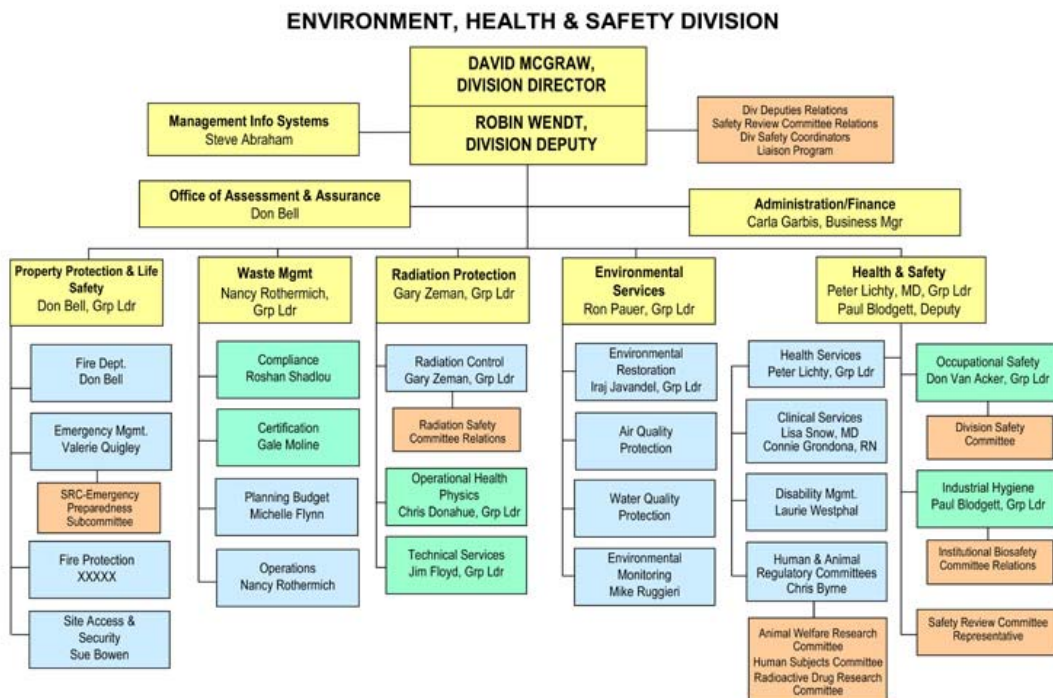 ENVIRONMENT, HEALTH & SAFETY DIVISION
DAVID MCGRAW,
DIVISION DIRECTOR
ROBIN WENDT,
DIVISION DEPUTY
Management Info Systems
Steve Abraham
Div Deputies Relations
Safety Review Committee Relations
Div Safety Coordinators
Liaison Program
Office of Assessment & Assurance
Don Bell
Administration/Finance
Carla Garbis, Business Mgr
Property Protection & Life
Safety
Don Bell, Grp Ldr
Fire Dept.
Don Bell
Emergency Mgmt.
Valerie Quigley
SRC-Emergency
Preparedness
Subcommittee
Fire Protection
XXXXX
Site Access &
Security
Sue Bowen
Waste Mgmt
Nancy Rothermich,
Grp Ldr
Compliance
Roshan Shadlou
Certification
Gale Moline
Planning Budget
Michelle Flynn
Operations
Nancy Rothermich
Radiation Protection
Gary Zeman, Grp Ldr
Radiation Control
Gary Zeman, Grp Ldr
Radiation Safety
Committee Relations
Operational Health
Physics
Chris Donahue, Grp Ldr
Technical Services
Jim Floyd, Grp Ldr
Environmental
Services
Ron Pauer, Grp Ldr
Environmental
Restoration
Iraj Javandel, Grp Ldr
Air Quality
Protection
Water Quality
Protection
Environmental
Monitoring
Mike Ruggieri
Health & Safety
Peter Lichty, MD, Grp Ldr
Paul Blodgett, Deputy
Health Services
Peter Lichty, Grp Ldr
Clinical Services
Lisa Snow, MD
Connie Grondona, RN
Disability Mgmt.
Laurie Westphal
Human & Animal
Regulatory Committees
Chris Byrne
Animal Welfare Research
Committee
Human Subjects Committee
Radioactive Drug Research
Committee
Occupational Safety
Don Van Acker, Grp Ldr
Division Safety
Committee
Industrial Hygiene
Paul Blodgett, Grp Ldr
Institutional Biosafety
Committee Relations
Safety Review Committee
Representative